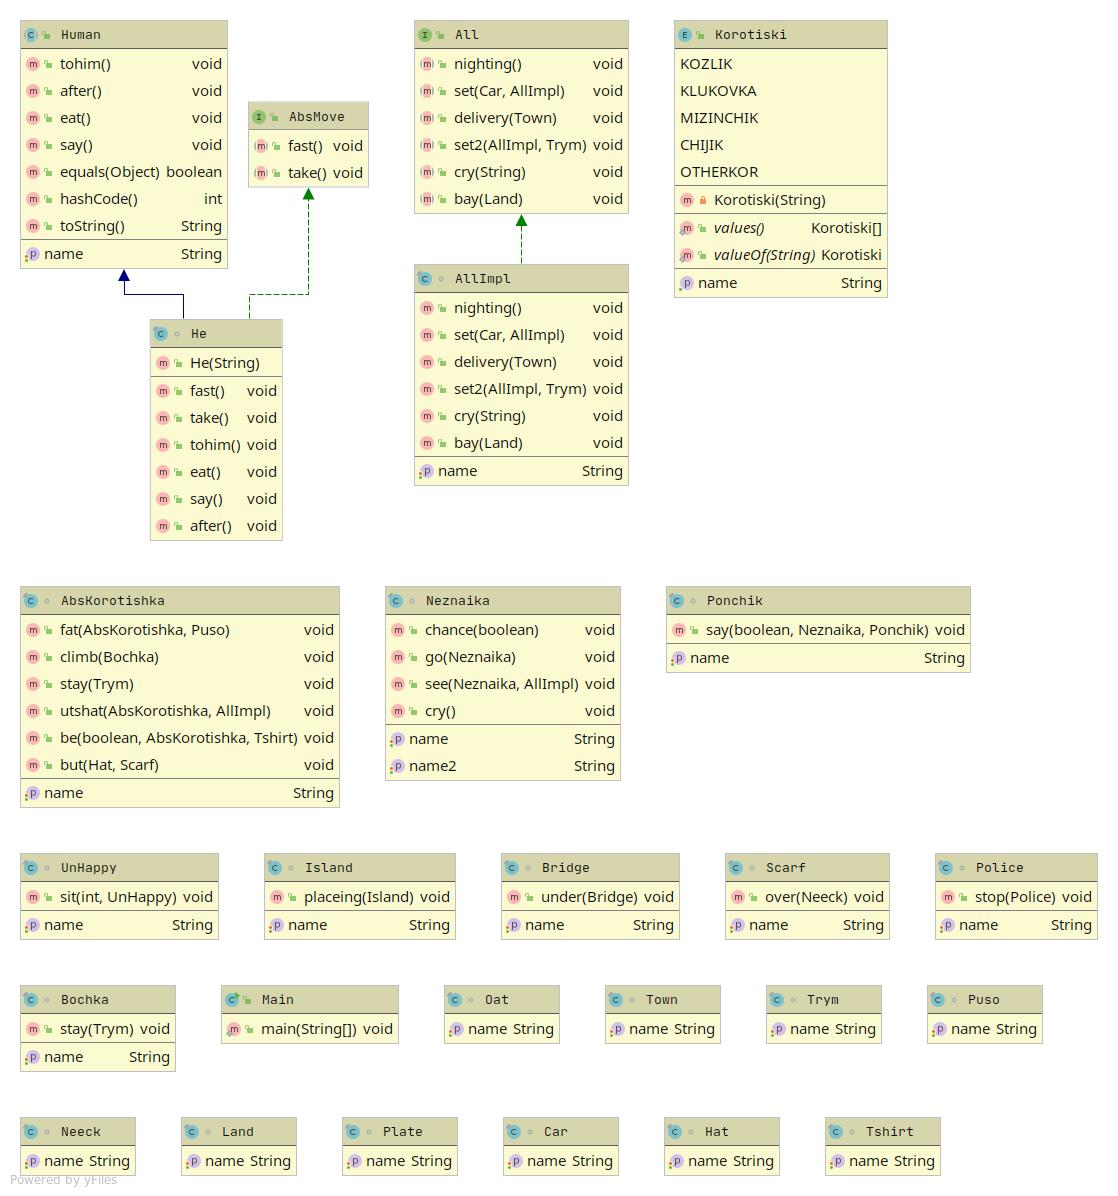 Human
tohim() void
after() void
eat() void
say() void
equals(Object) boolean
hashCode() int
toString() String
name String
AbsMove
fast() void
take() void
All
nighting() void
set(Car, AllImpl) void
delivery(Town) void
set2(AllImpl, Trym) void
cry(String) void
bay(Land) void
Korotiski
KOZLIK
KLUKOVKA
MIZINCHIK
CHIJIK
OTHERKOR
Korotiski(String)
values() Korotiski[]
valueOf(String) Korotiski
name String
He
He(String)
fast() void
take() void
tohim() void
eat() void
say() void
after() void
AllImpl
nighting() void
set(Car, AllImpl) void
delivery(Town) void
set2(AllImpl, Trym) void
cry(String) void
bay(Land) void
name String
AbsKorotishka
fat(AbsKorotishka, Puso) void
climb(Bochka) void
stay(Trym) void
utshat(AbsKorotishka, AllImpl) void
be(boolean, AbsKorotishka, Tshirt) void
but(Hat, Scarf) void
name String
Neznaika
chance(boolean) void
go(Neznaika) void
see(Neznaika, AllImpl) void
cry() void
name String
name2 String
Ponchik
say(boolean, Neznaika, Ponchik) void
name String
UnHappy
sit(int, UnHappy) void
name String
Island
placeing(Island) void
name String
Bridge
under(Bridge) void
name String
Scarf
over(Neeck) void
name String
Police
stop(Police) void
name String
Bochka
stay(Trym) void
name String
Main
main(String[]) void
Oat
name String
Town
name String
Trym
name String
Puso
name String
Neeck
name String
Land
name String
Plate
name String
Car
name String
Hat
name String
Tshirt
name String
Powered by yFiles